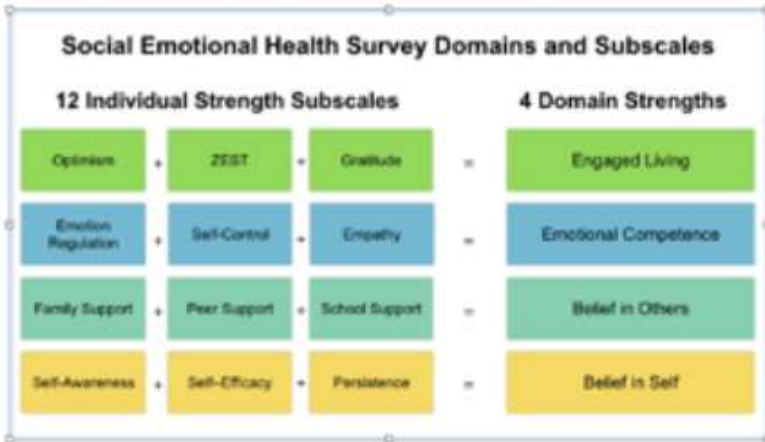 Social Emotional Health Survey Domains and Subscales
12 Individual Strength Subscales 4 Domain Strengths
Optimism + ZEST + Gratitude = Engaged Living
Emotion
Regulation + Self-Control + Empathy = Emotional Competence
Family Support + Peer Support + School Support = Belief in Others
Self-Awareness + Self-Efficacy + Persistence = Belief in Self